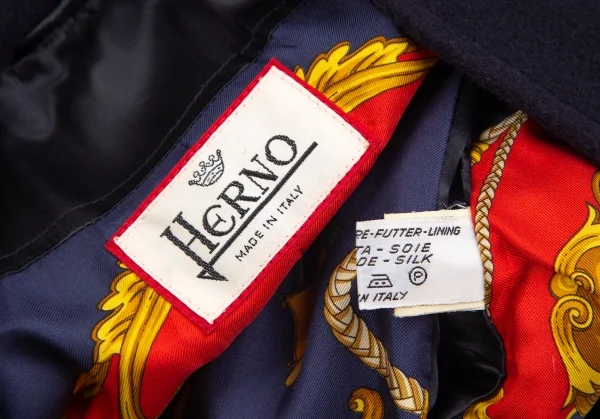 HERNO
MADE IN ITALY
RE-FUTTER-LINING
TA-SOIE
DE-SILK
P
IN ITALY